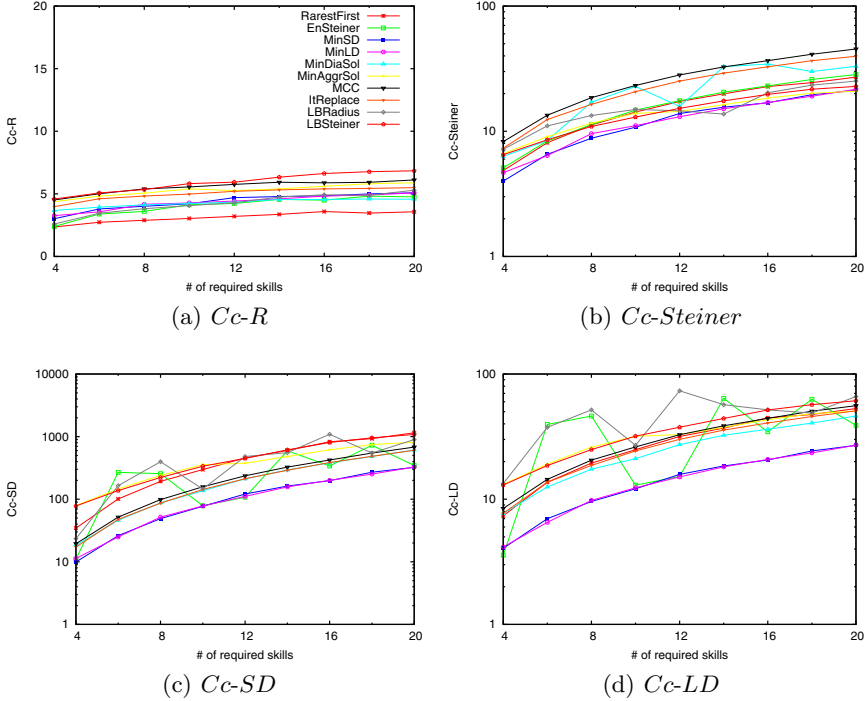 20
15
10
5
0
Cc-R
4
8
12
16
20
# of required skills
RarestFirst
EnSteiner
MinSD
MinLD
MinDiaSol
MinAggrSol
MCC
ItReplace
LBRadius
LBSteiner
(a) Cc-R
100
10
1
Cc-Steiner
4
8
12
16
20
# of required skills
(b) Cc-Steiner
10000
1000
100
10
1
Cc-SD
4
8
12
16
20
# of required skills
(c) Cc-SD
100
10
1
Cc-LD
4
8
12
16
20
# of required skills
(d) Cc-LD